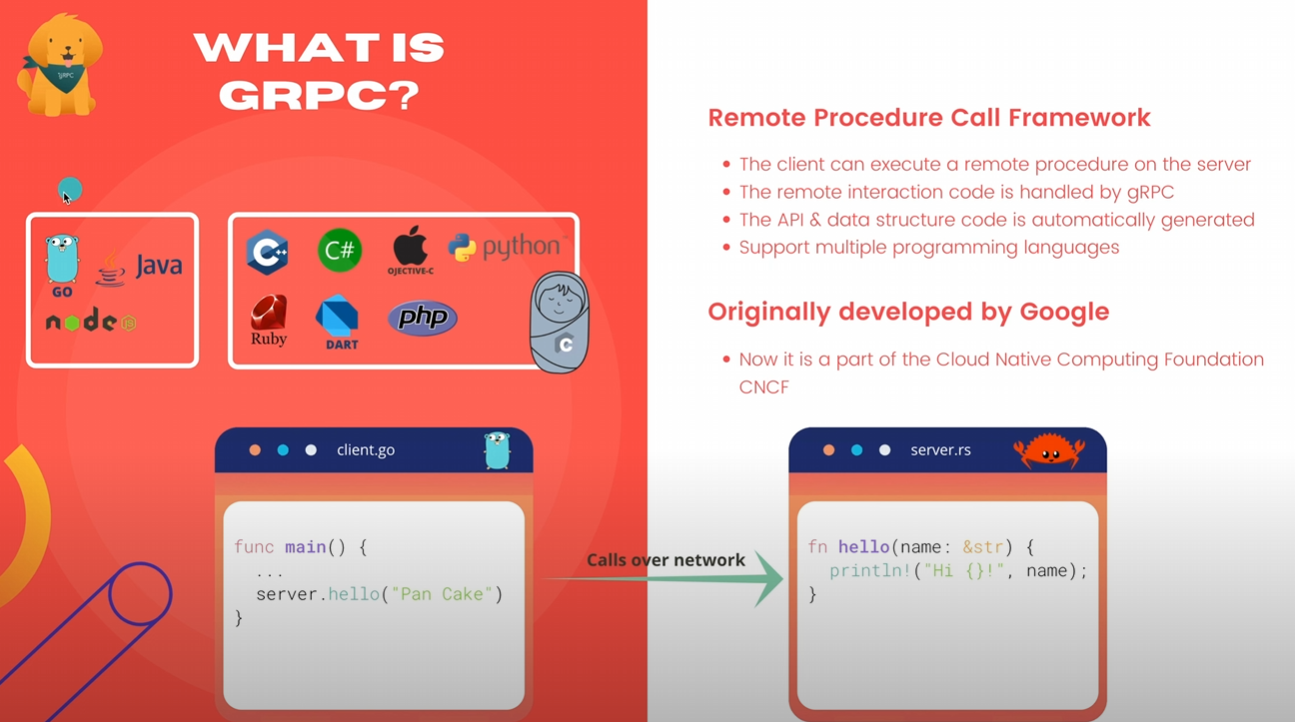 WHAT IS
GRPC?
gRPC
GO
Java
node
JS
C++
C#
OJECTIVE-C
python
Ruby
DART
php
C
Remote Procedure Call Framework
• The client can execute a remote procedure on the server
• The remote interaction code is handled by gRPC
• The API & data structure code is automatically generated
• Support multiple programming languages
Originally developed by Google
• Now it is a part of the Cloud Native Computing Foundation
CNCF
client.go
func main() {
...
server.hello("Pan Cake")
}
Calls over network
server.rs
fn hello(name: &str) {
println!("Hi {}!", name);
}